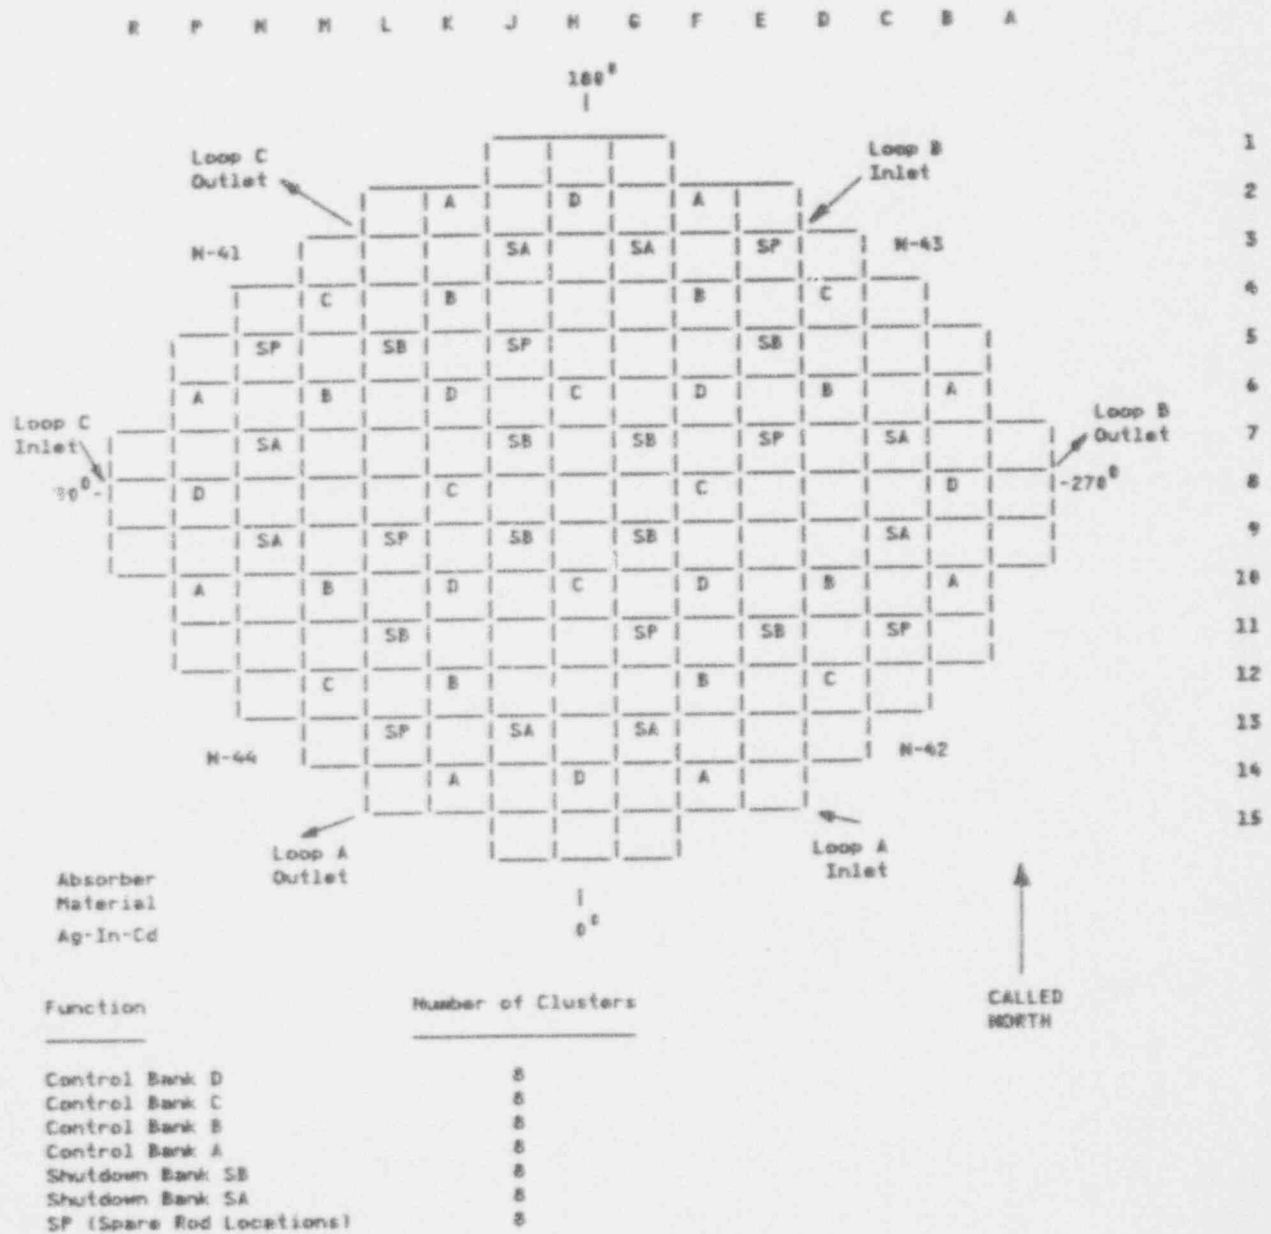 R P N M L K J H G F E D C B A
180°
1
Loop C
Outlet
Loop B
Inlet
A D A 2
N-41 SA SA SP N-43 3
C B B C 4
SP SB SP SB 5
A B D C D B A 6
Loop C
Inlet
Loop B
Outlet
SA SB SB SP SA 7
90° - D C C D -270° 8
SA SP SB SB SA 9
A B D C D B A 10
SB SP SB SP 11
C B B C 12
SP SA SA 13
N-44 N-42
A D A 14
15
Loop A
Outlet
Loop A
Inlet
Absorber
Material
Ag-In-Cd
0°
CALLED
NORTH
Function Number of Clusters
Control Bank D 8
Control Bank C 8
Control Bank B 8
Control Bank A 8
Shutdown Bank SB 8
Shutdown Bank SA 8
SP (Spare Rod Locations) 8